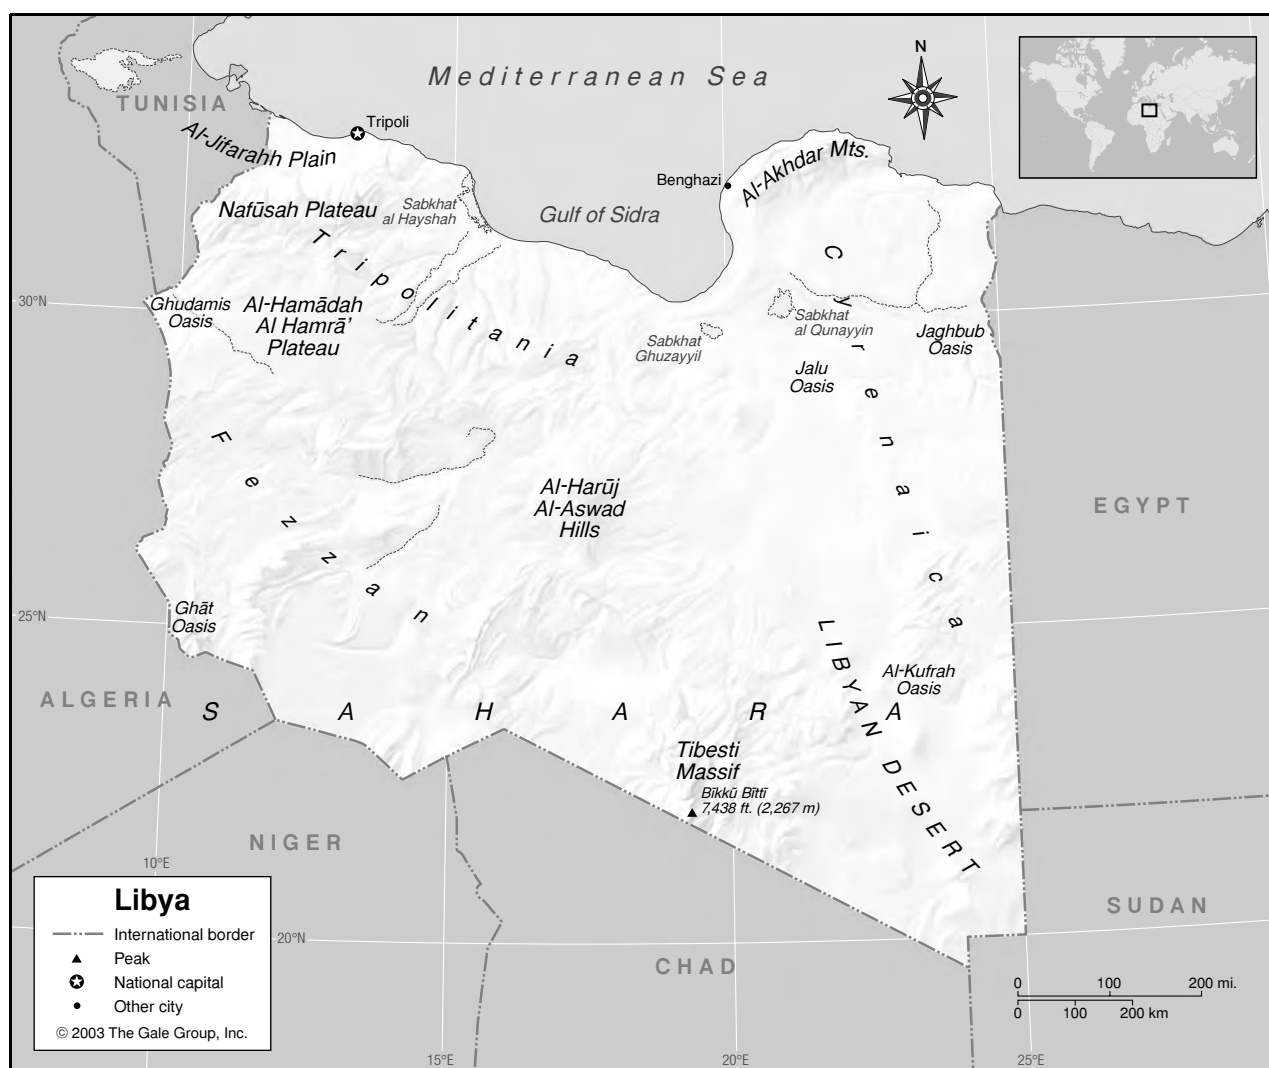 Mediterranean Sea
N
TUNISIA
Tripoli
Al-Jifarahh Plain
Al-Akhdar Mts.
Benghazi
Nafūsah Plateau
Sabkhat
al Hayshah
Gulf of Sidra
Tripolitania
Cyrenaica
30°N
Ghudamis
Oasis
Al-Hamādah
Al Hamrā'
Plateau
Sabkhat
al Qunayyin
Sabkhat
Ghuzayyil
Jaghbub
Oasis
Jalu
Oasis
Fezzan
Al-Harūj
Al-Aswad
Hills
EGYPT
25°N
Ghāt
Oasis
LIBYAN DESERT
Al-Kufrah
Oasis
ALGERIA
SAHARA
Tibesti
Massif
Bīkkū Bīttī
7,438 ft. (2,267 m)
NIGER
10°E
SUDAN
20°N
CHAD
Libya
International border
Peak
National capital
Other city
© 2003 The Gale Group, Inc.
0 100 200 mi.
0 100 200 km
15°E
20°E
25°E